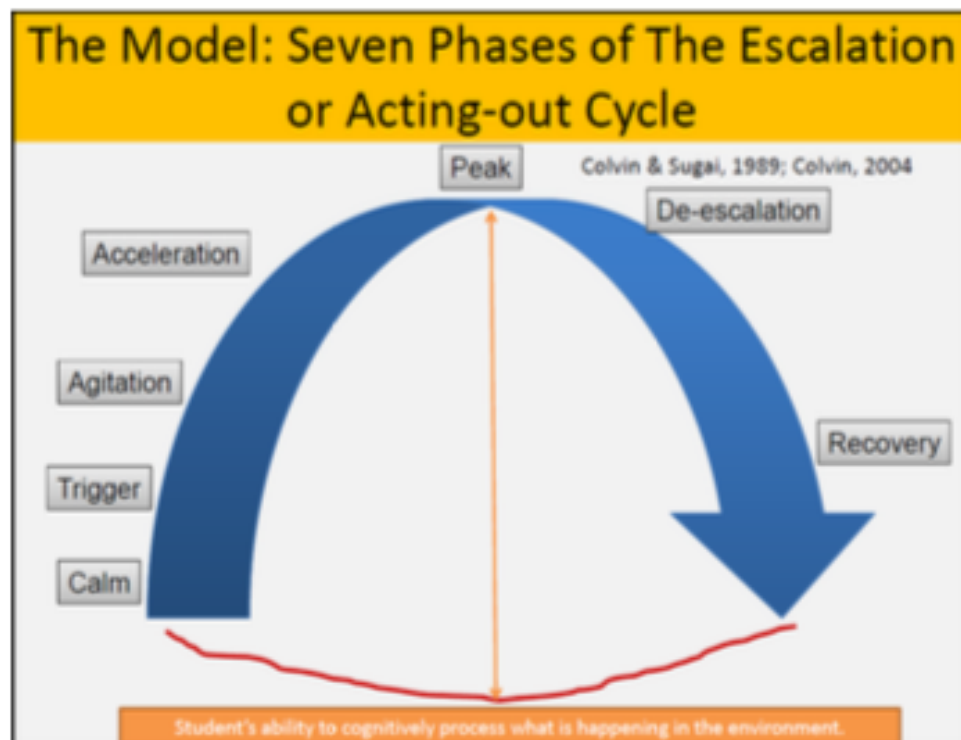 The Model: Seven Phases of The Escalation
or Acting-out Cycle
Peak
Colvin & Sugai, 1989; Colvin, 2004
De-escalation
Acceleration
Agitation
Recovery
Trigger
Calm
Student's ability to cognitively process what is happening in the environment.